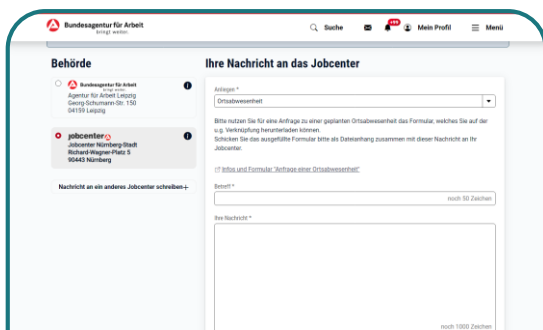 Bundesagentur für Arbeit
bringt weiter.
Suche
+99
Mein Profil
Menü
Behörde
Bundesagentur für Arbeit
bringt weiter.
Agentur für Arbeit Leipzig
Georg-Schumann-Str. 150
04159 Leipzig
jobcenter
Jobcenter Nürnberg-Stadt
Richard-Wagner-Platz 5
90443 Nürnberg
Nachricht an ein anderes Jobcenter schreiben+
Ihre Nachricht an das Jobcenter
Anliegen *
Ortsabwesenheit
Bitte nutzen Sie für eine Anfrage zu einer geplanten Ortsabwesenheit das Formular, welches Sie auf der
u.g. Verknüpfung herunterladen können.
Schicken Sie das ausgefüllte Formular bitte als Dateianhang zusammen mit dieser Nachricht an Ihr
Jobcenter.
Infos und Formular "Anfrage einer Ortsabwesenheit"
Betreff *
noch 50 Zeichen
Ihre Nachricht *
noch 1000 Zeichen